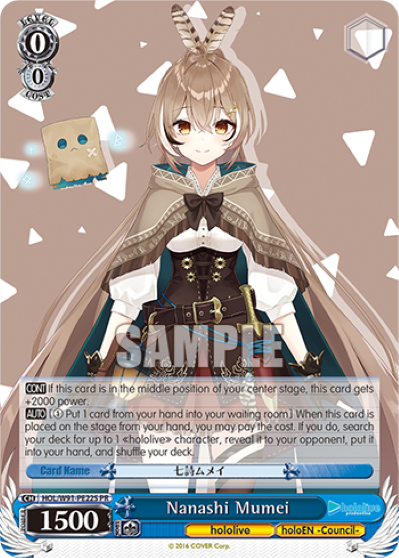 LEVEL
0
0
COST
SAMPLE
CONT If this card is in the middle position of your center stage, this card gets
+2000 power.
AUTO [(1) Put 1 card from your hand into your waiting room] When this card is
placed on the stage from your hand, you may pay the cost. If you do, search
your deck for up to 1 «hololive» character, reveal it to your opponent, put it
into your hand, and shuffle your deck.
Card Name 七詩ムメイ
CH HOL/W91-PE22S PR
POWER 1500 Nanashi Mumei hololive
hololive holoEN -Council-
© 2016 COVER Corp.